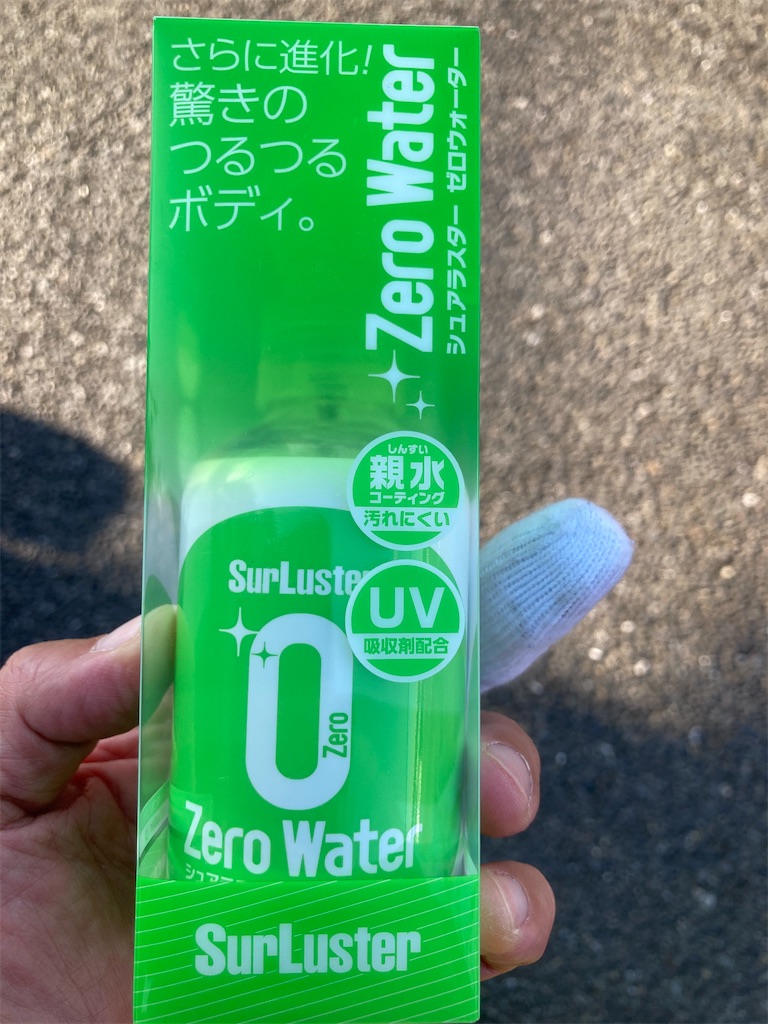 さらに進化!
驚きの
つるつる
ボディ。
Zero Water
シュアラスター ゼロウォーター
しんすい
親水
コーティング
汚れにくい
UV
吸収剤配合
SurLuster
0
Zero
Zero Water
SurLuster